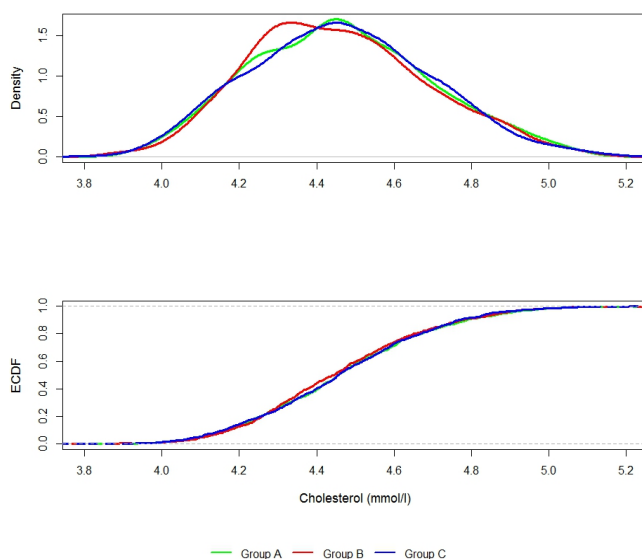 Density
0.0 0.5 1.0 1.5
3.8 4.0 4.2 4.4 4.6 4.8 5.0 5.2
ECDF
0.0 0.2 0.4 0.6 0.8 1.0
3.8 4.0 4.2 4.4 4.6 4.8 5.0 5.2
Cholesterol (mmol/l)
Group A Group B Group C